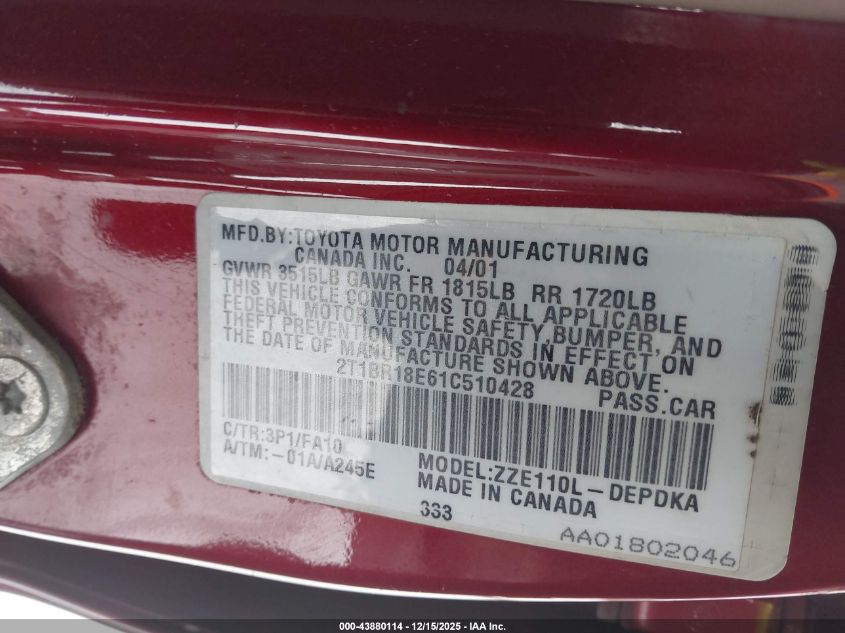 MFD.BY:TOYOTA MOTOR MANUFACTURING
CANADA INC. 04/01
GVWR 3515LB GAWR FR 1815LB RR 1720LB
THIS VEHICLE CONFORMS TO ALL APPLICABLE
FEDERAL MOTOR VEHICLE SAFETY,BUMPER, AND
THEFT PREVENTION STANDARDS IN EFFECT ON
THE DATE OF MANUFACTURE SHOWN ABOVE.
2T1BR18E61C510428 PASS.CAR
C/TR:3P1/FA10
A/TM:-01A/A245E
MODEL:ZZE110L-DEPDKA
MADE IN CANADA
333
AA01802046
000-43880114 - 12/15/2025 - IAA Inc.